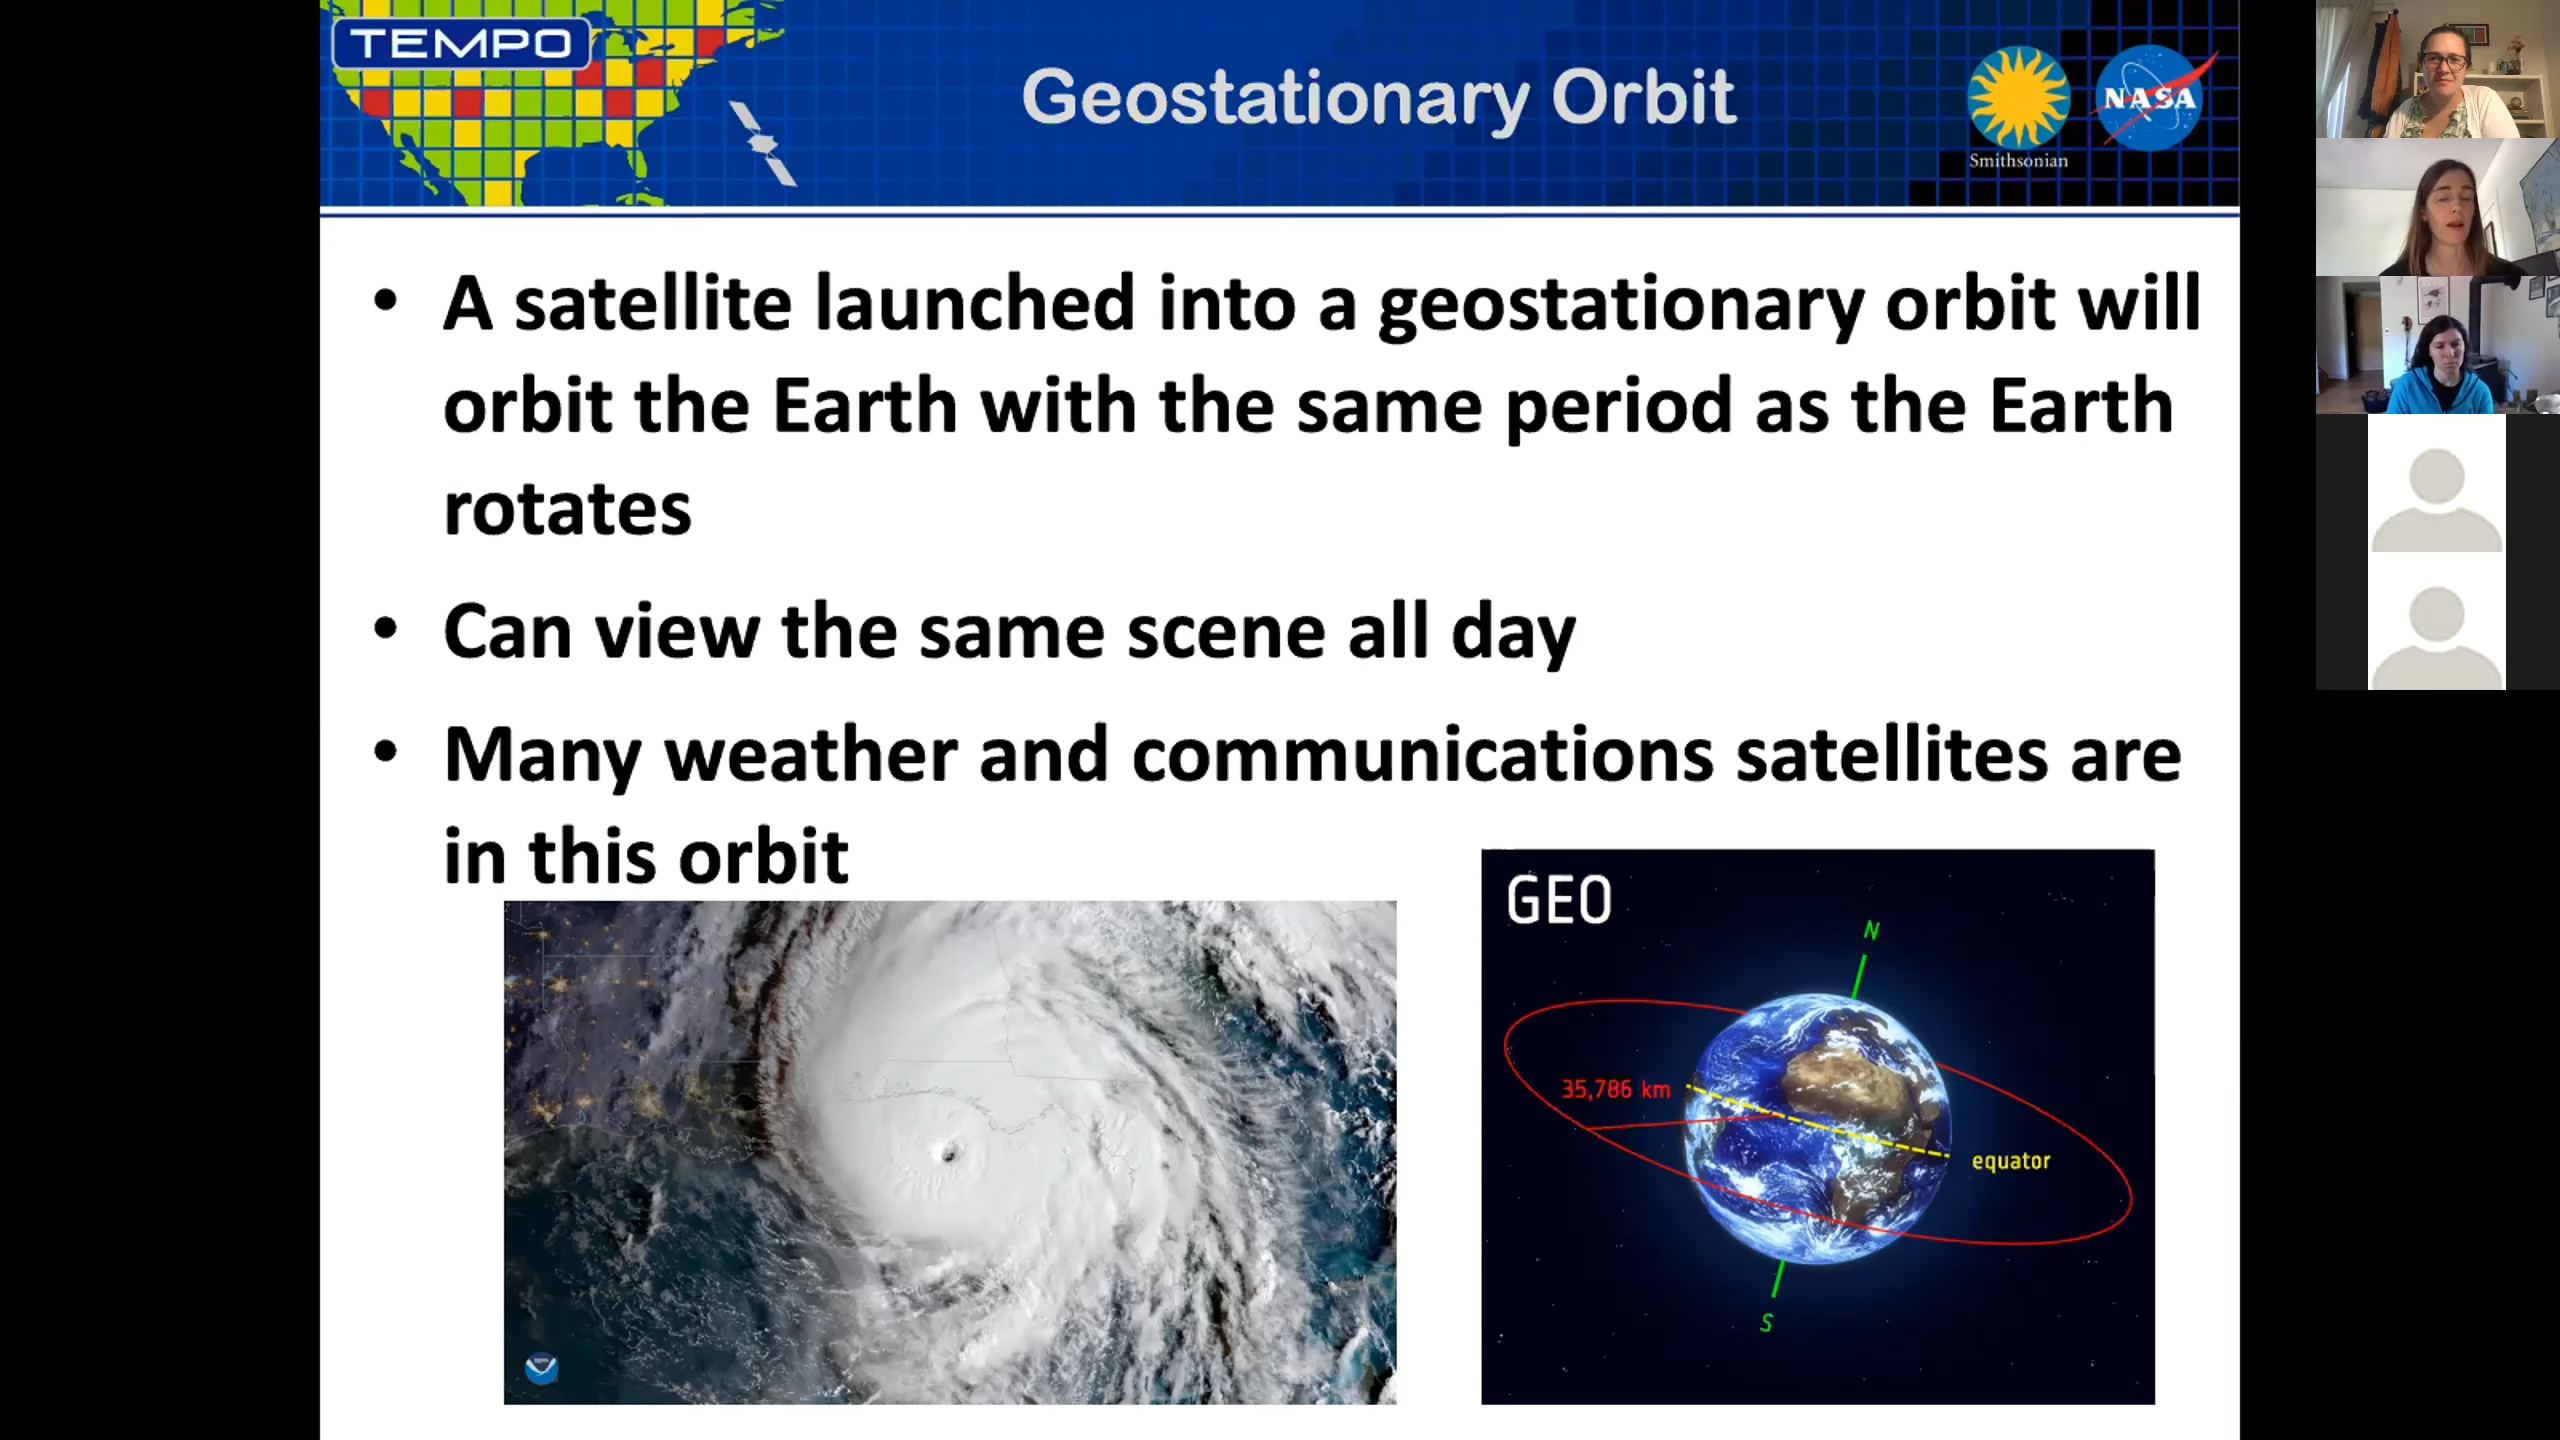 TEMPO
Geostationary Orbit
Smithsonian
NASA
• A satellite launched into a geostationary orbit will
orbit the Earth with the same period as the Earth
rotates
• Can view the same scene all day
• Many weather and communications satellites are
in this orbit
GEO
N
35,786 km
equator
S